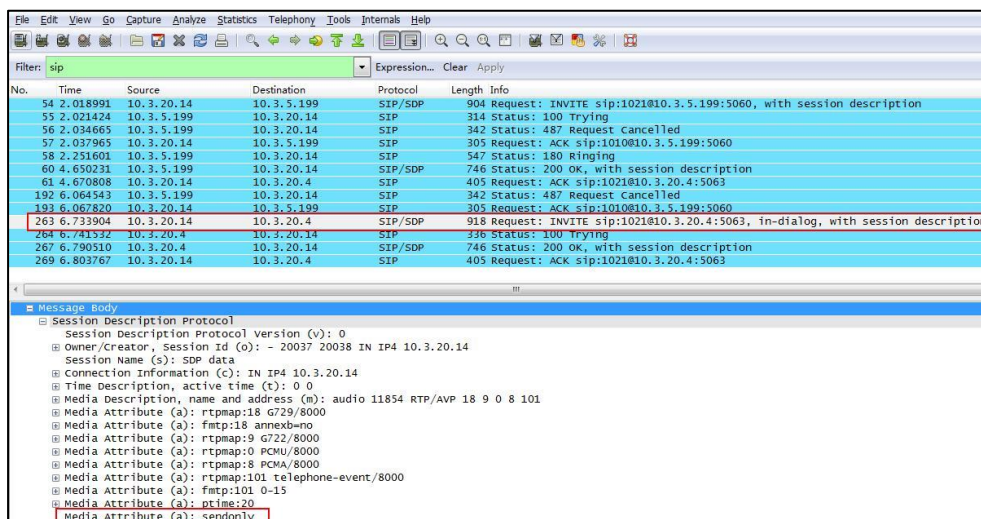 File Edit View Go Capture Analyze Statistics Telephony Tools Internals Help
Filter: sip Expression... Clear Apply
No. Time Source Destination Protocol Length Info
54 2.018991 10.3.20.14 10.3.5.199 SIP/SDP 904 Request: INVITE sip:1021@10.3.5.199:5060, with session description
55 2.021424 10.3.5.199 10.3.20.14 SIP 314 Status: 100 Trying
56 2.034665 10.3.5.199 10.3.20.14 SIP 342 Status: 487 Request Cancelled
57 2.037965 10.3.20.14 10.3.5.199 SIP 305 Request: ACK sip:1010@10.3.5.199:5060
58 2.251601 10.3.5.199 10.3.20.14 SIP 547 Status: 180 Ringing
60 4.650231 10.3.5.199 10.3.20.14 SIP/SDP 746 Status: 200 OK, with session description
61 4.670808 10.3.20.14 10.3.20.4 SIP 405 Request: ACK sip:1021@10.3.20.4:5063
192 6.064543 10.3.5.199 10.3.20.14 SIP 342 Status: 487 Request Cancelled
193 6.067820 10.3.20.14 10.3.5.199 SIP 305 Request: ACK sip:1010@10.3.5.199:5060
263 6.733904 10.3.20.14 10.3.20.4 SIP/SDP 918 Request: INVITE sip:1021@10.3.20.4:5063, in-dialog, with session description
264 6.741532 10.3.20.4 10.3.20.14 SIP 336 Status: 100 Trying
267 6.790510 10.3.20.4 10.3.20.14 SIP/SDP 746 Status: 200 OK, with session description
269 6.803767 10.3.20.14 10.3.20.4 SIP 405 Request: ACK sip:1021@10.3.20.4:5063
Message Body
Session Description Protocol
Session Description Protocol Version (v): 0
Owner/Creator, Session Id (o): - 20037 20038 IN IP4 10.3.20.14
Session Name (s): SDP data
Connection Information (c): IN IP4 10.3.20.14
Time Description, active time (t): 0 0
Media Description, name and address (m): audio 11854 RTP/AVP 18 9 0 8 101
Media Attribute (a): rtpmap:18 G729/8000
Media Attribute (a): fmtp:18 annexb=no
Media Attribute (a): rtpmap:9 G722/8000
Media Attribute (a): rtpmap:0 PCMU/8000
Media Attribute (a): rtpmap:8 PCMA/8000
Media Attribute (a): rtpmap:101 telephone-event/8000
Media Attribute (a): fmtp:101 0-15
Media Attribute (a): ptime:20
Media Attribute (a): sendonly